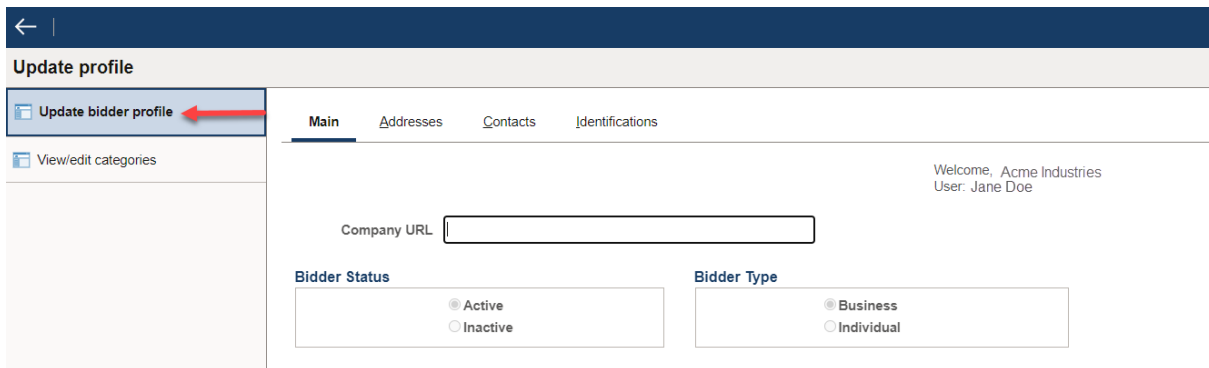 Update profile
Update bidder profile
View/edit categories
Main Addresses Contacts Identifications
Welcome, Acme Industries
User: Jane Doe
Company URL
Bidder Status
Active
Inactive
Bidder Type
Business
Individual